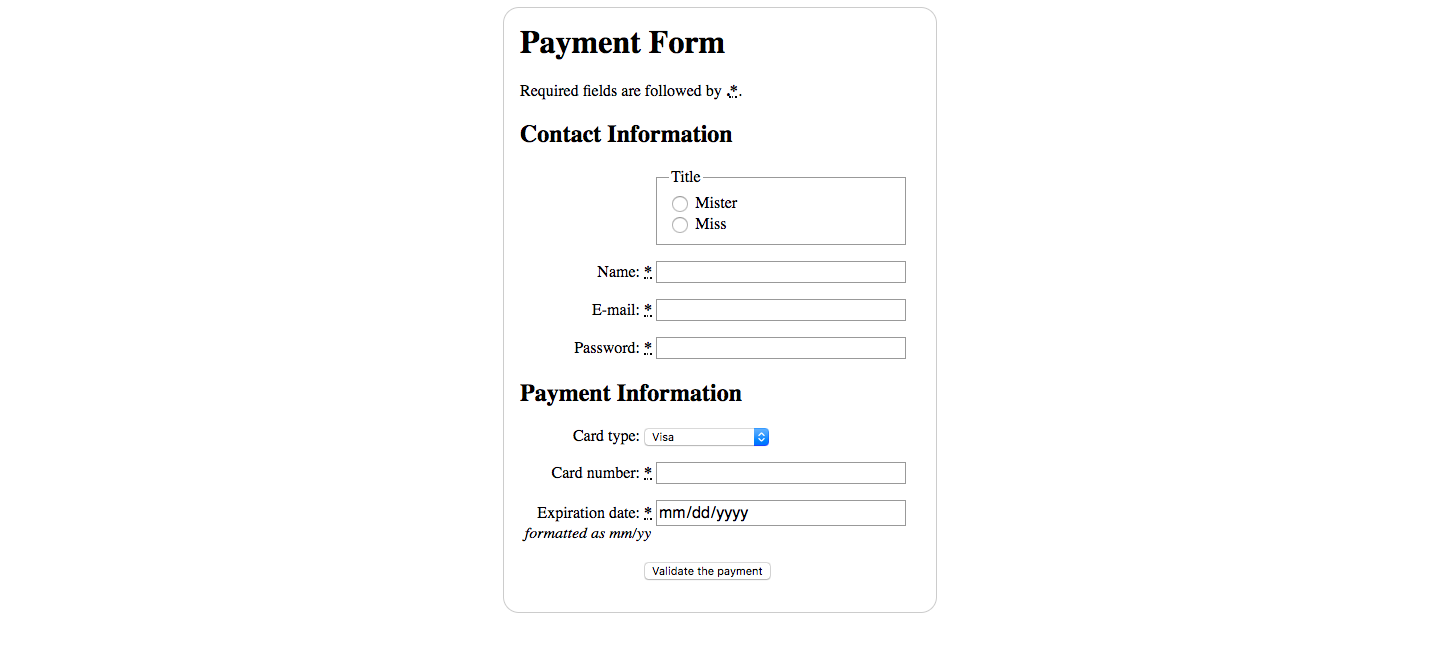 Payment Form
Required fields are followed by *.
Contact Information
Title
Mister
Miss
Name: *
E-mail: *
Password: *
Payment Information
Card type: Visa
Card number: *
Expiration date: * mm/dd/yyyy
formatted as mm/yy
Validate the payment